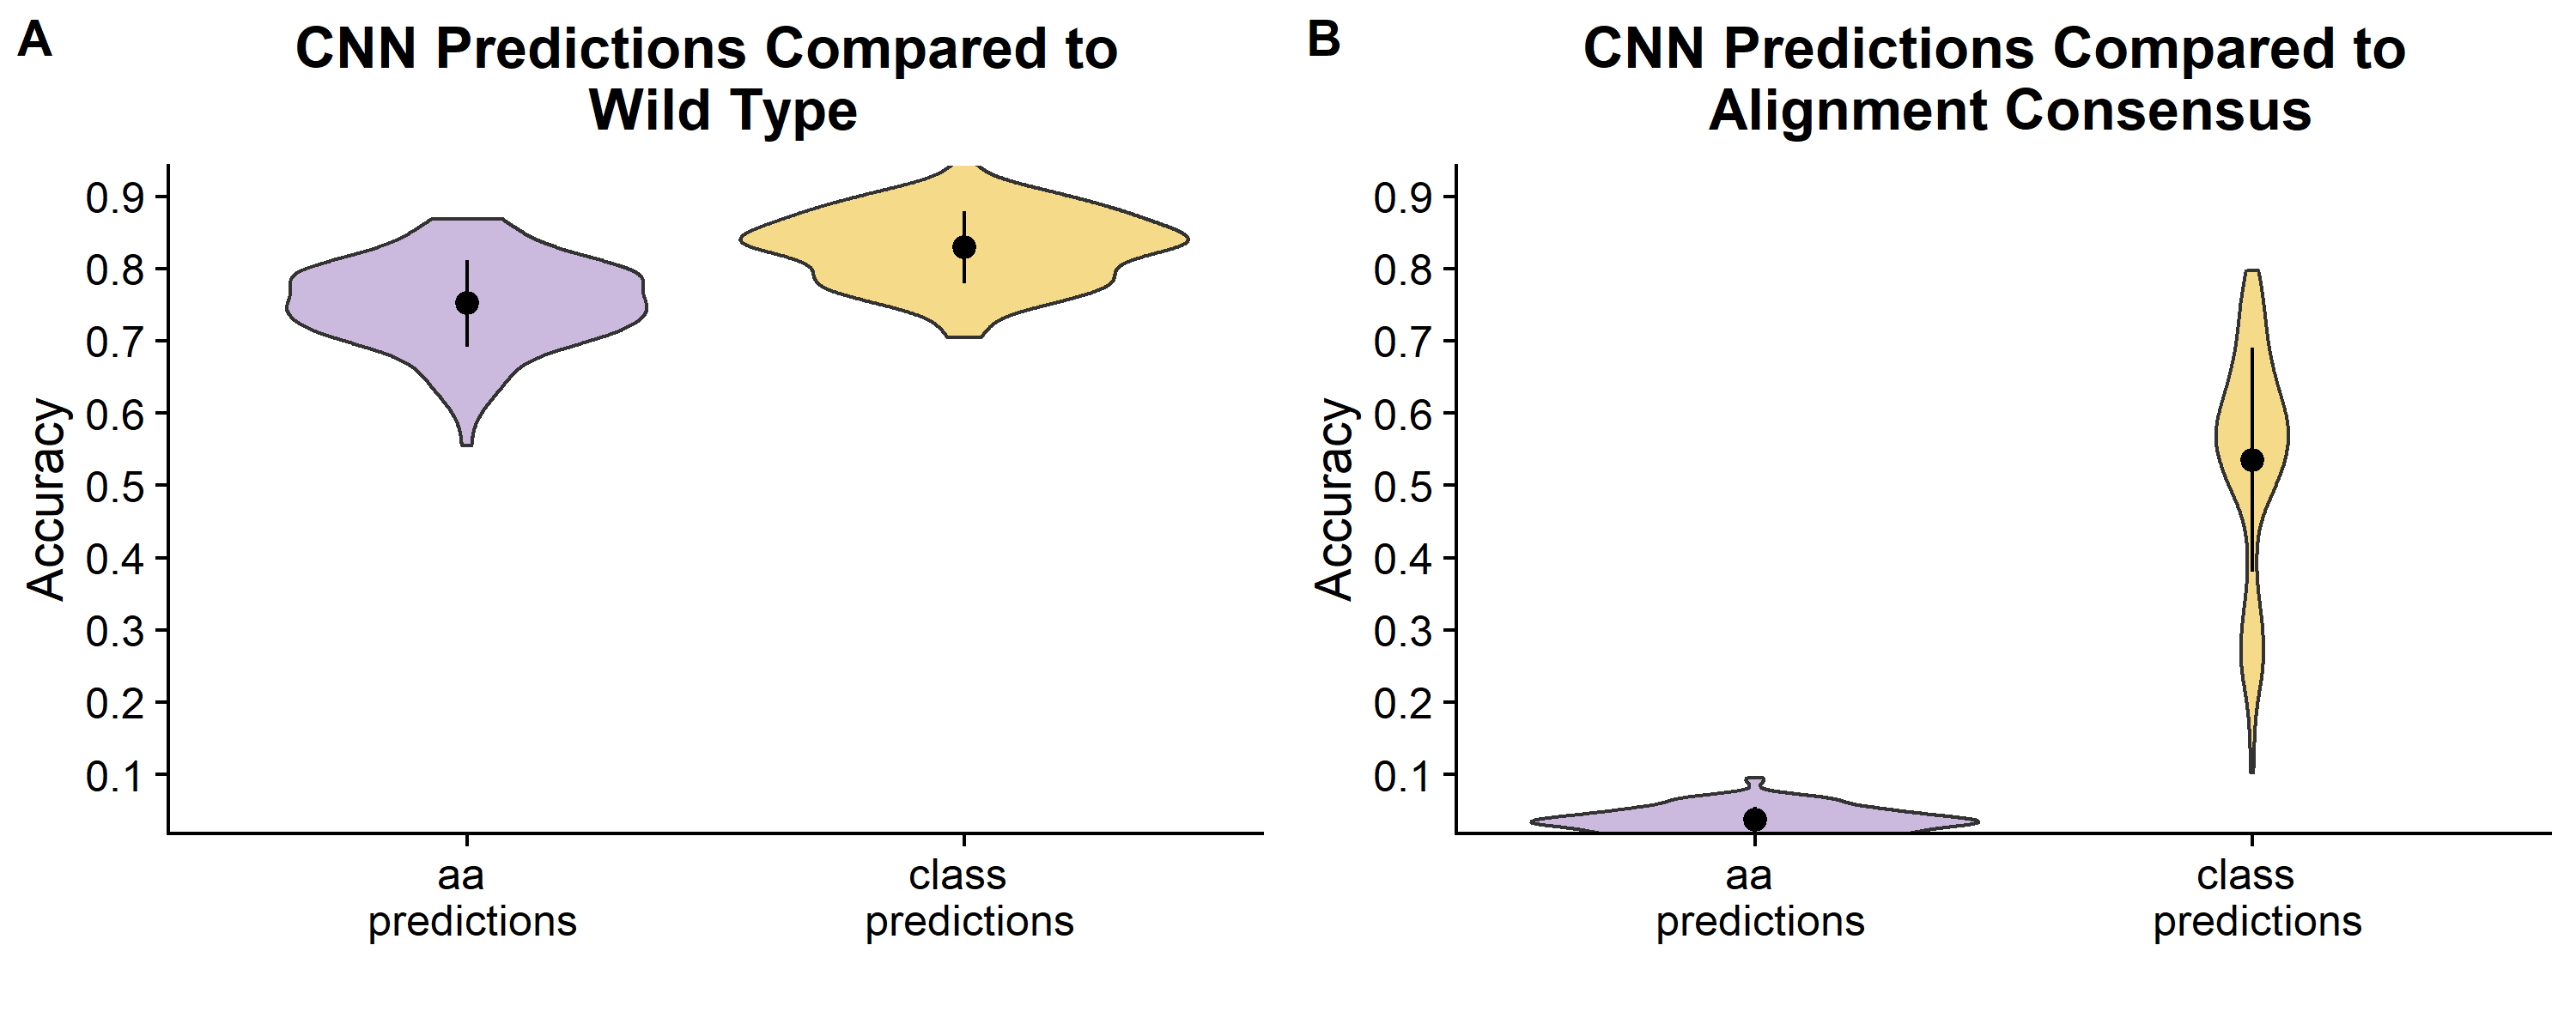 A
CNN Predictions Compared to
Wild Type
Accuracy
0.9
0.8
0.7
0.6
0.5
0.4
0.3
0.2
0.1
aa
predictions
class
predictions
B
CNN Predictions Compared to
Alignment Consensus
Accuracy
0.9
0.8
0.7
0.6
0.5
0.4
0.3
0.2
0.1
aa
predictions
class
predictions